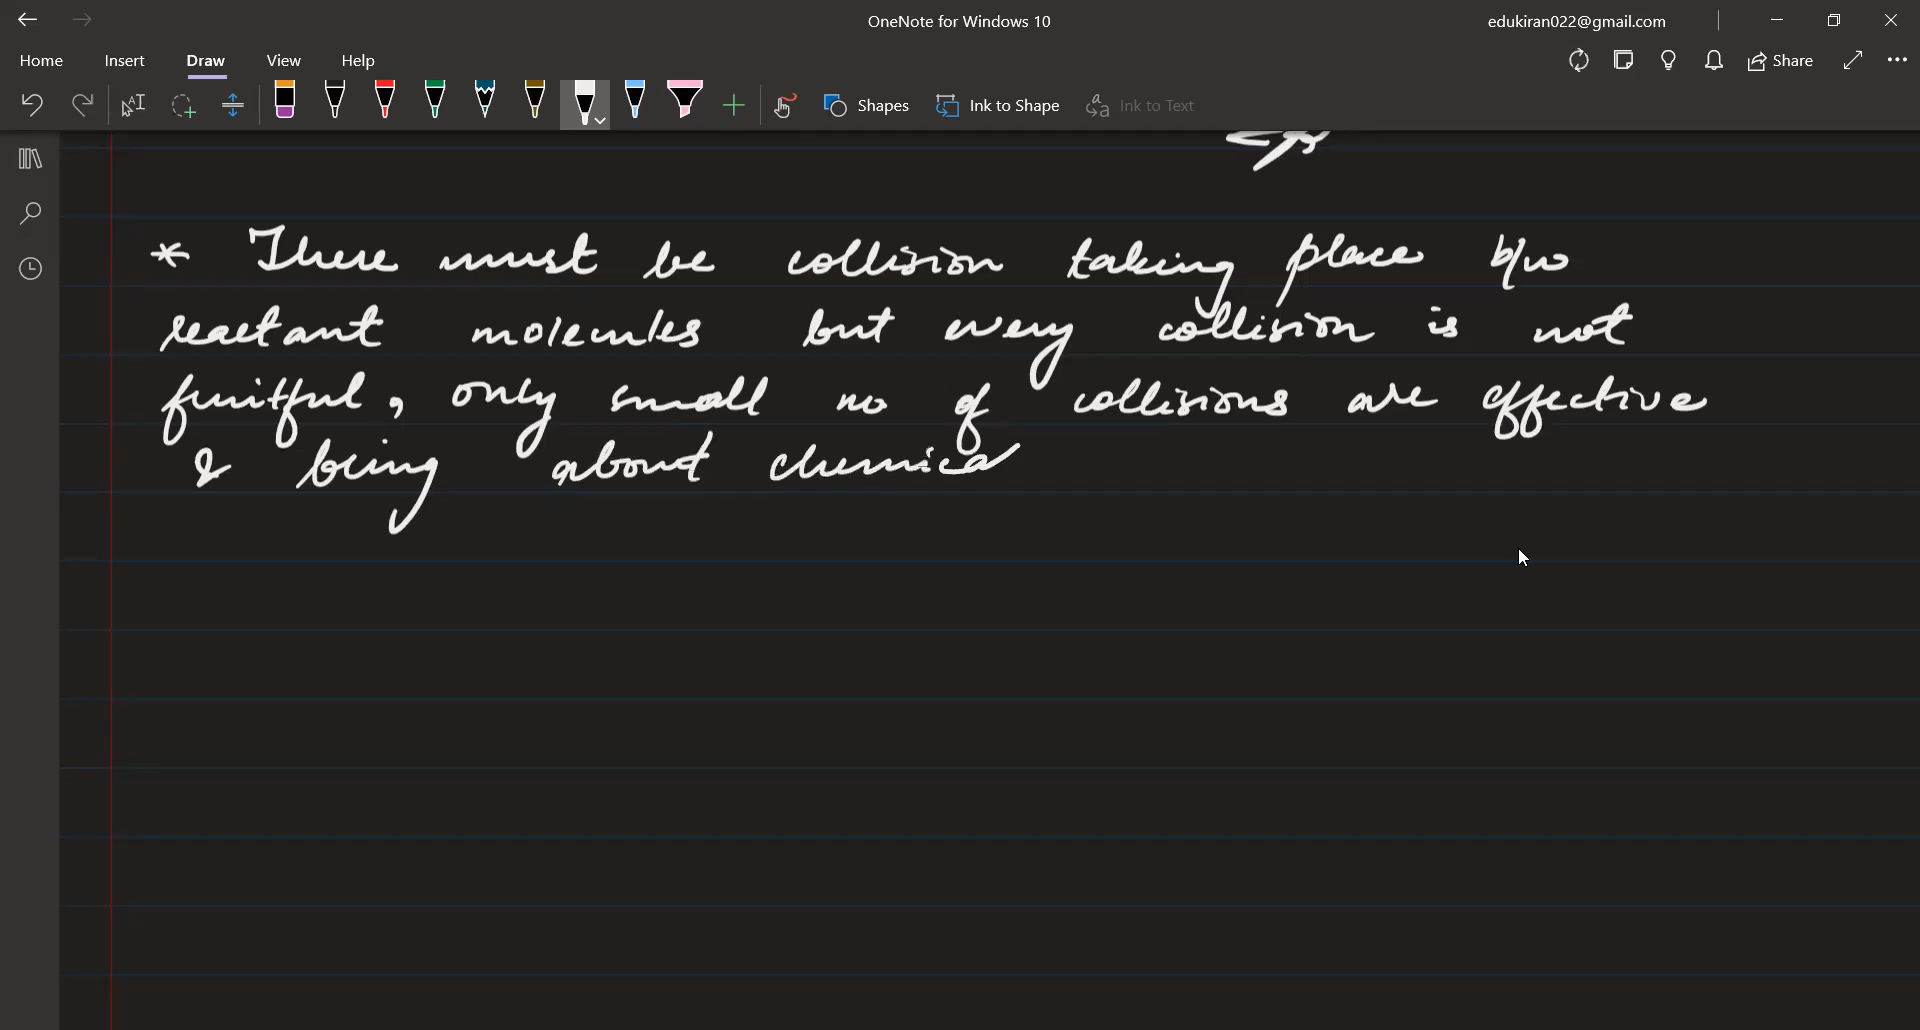 OneNote for Windows 10
edukiran022@gmail.com
Home Insert Draw View Help
Share
Shapes Ink to Shape Ink to Text
* There must be collision taking place b/w
reactant molecules but every collision is not
fruitful, only small no of collisions are effective
& being about chemica